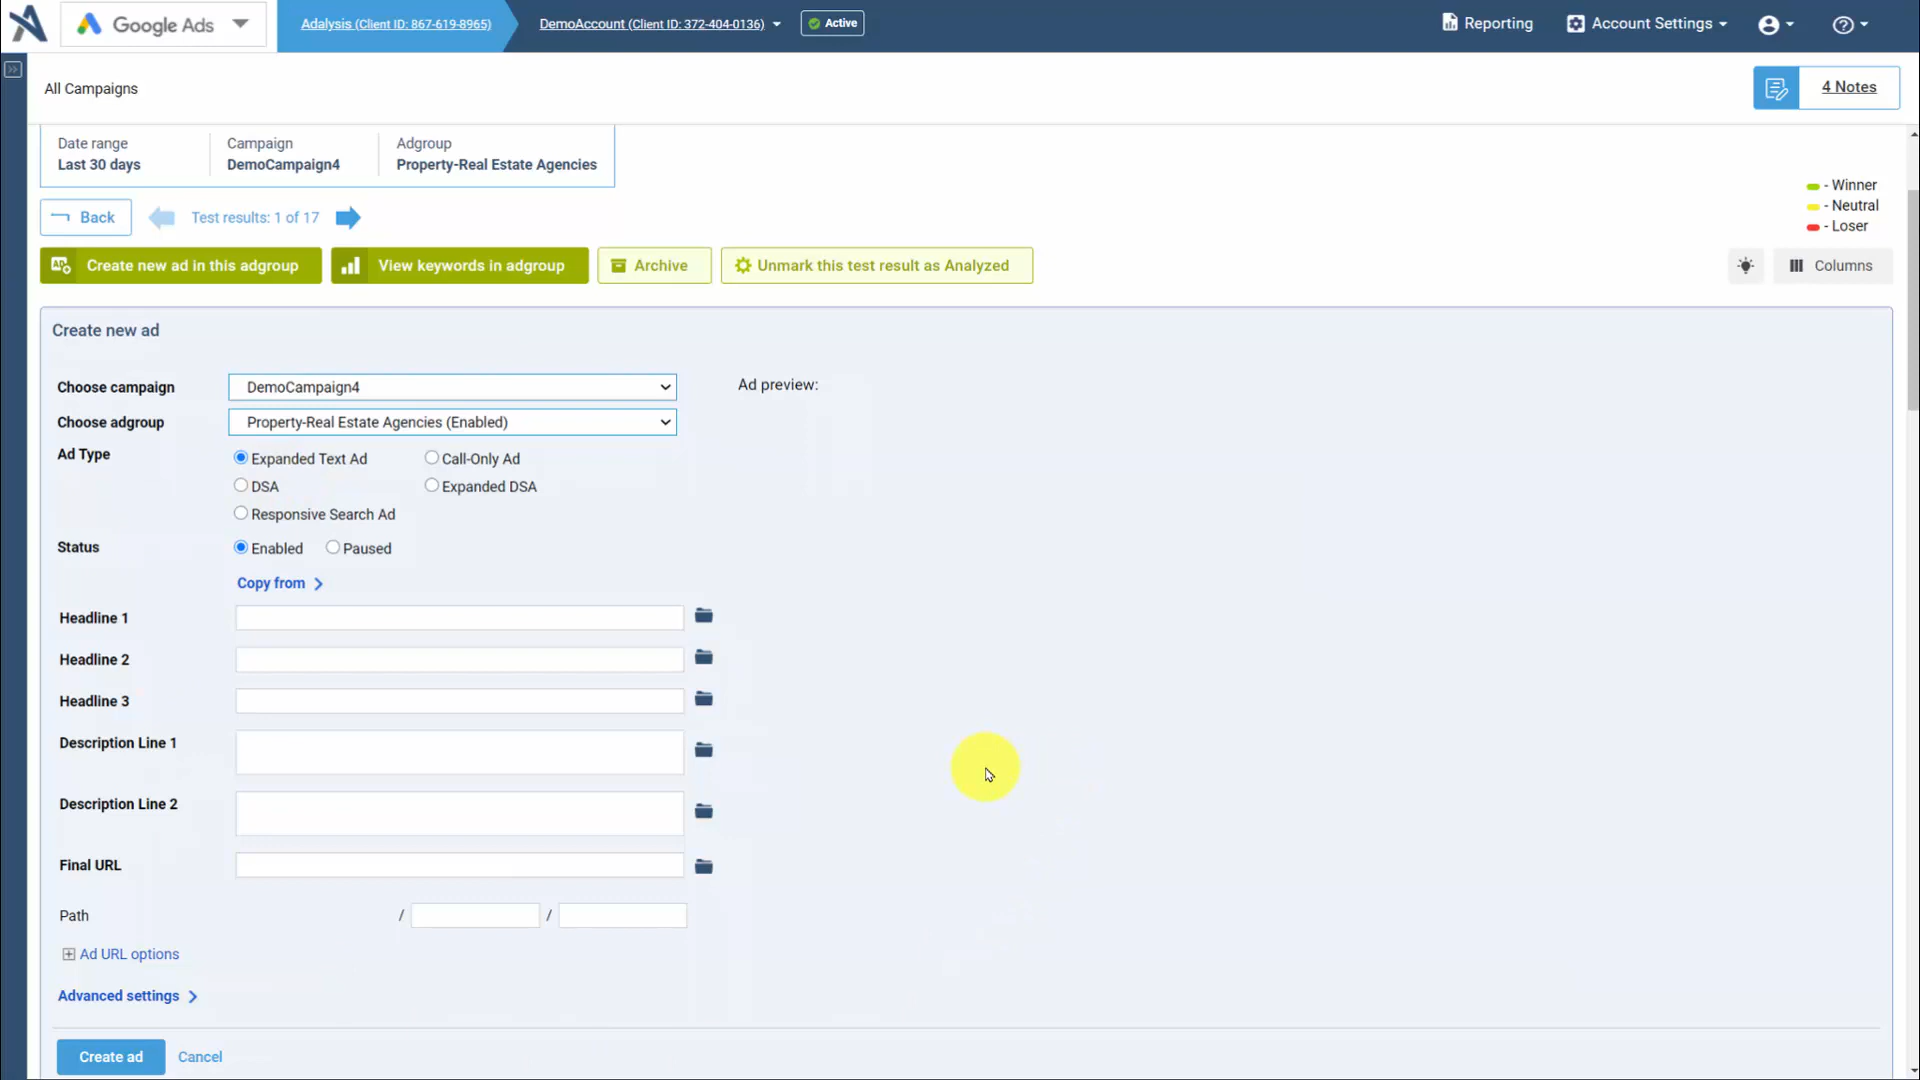 Google Ads
Adalysis (Client ID: 867-619-8965)
DemoAccount (Client ID: 372-404-0136)
Active
Reporting
Account Settings
All Campaigns
4 Notes
Date range
Last 30 days
Campaign
DemoCampaign4
Adgroup
Property-Real Estate Agencies
- Winner
- Neutral
- Loser
Back
Test results: 1 of 17
Create new ad in this adgroup
View keywords in adgroup
Archive
Unmark this test result as Analyzed
Columns
Create new ad
Choose campaign
DemoCampaign4
Ad preview:
Choose adgroup
Property-Real Estate Agencies (Enabled)
Ad Type
Expanded Text Ad
Call-Only Ad
DSA
Expanded DSA
Responsive Search Ad
Status
Enabled
Paused
Copy from
Headline 1
Headline 2
Headline 3
Description Line 1
Description Line 2
Final URL
Path / /
Ad URL options
Advanced settings
Create ad
Cancel